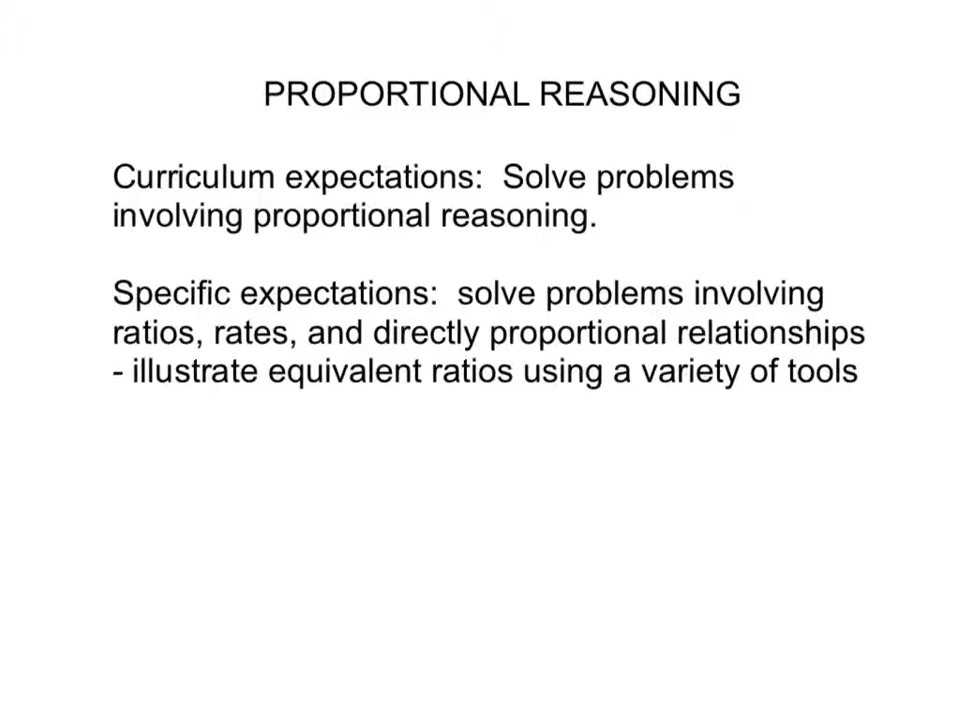 PROPORTIONAL REASONING
Curriculum expectations:  Solve problems
involving proportional reasoning.
Specific expectations:  solve problems involving
ratios, rates, and directly proportional relationships
- illustrate equivalent ratios using a variety of tools